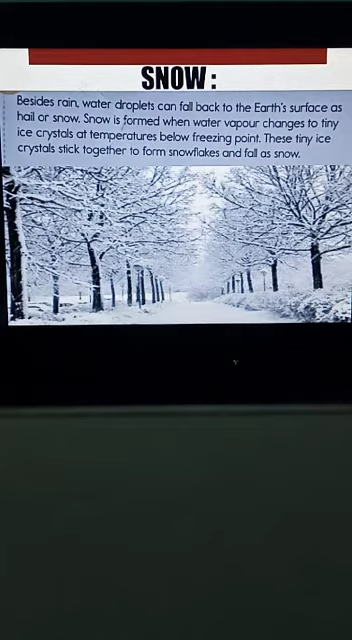 SNOW :
Besides rain, water droplets can fall back to the Earth's surface as
hail or snow. Snow is formed when water vapour changes to tiny
ice crystals at temperatures below freezing point. These tiny ice
crystals stick together to form snowflakes and fall as snow.